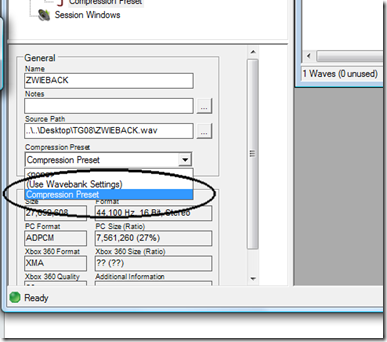 Compression Preset
Session Windows
General
Name
ZWIEBACK
Notes
...
Source Path
..\..\Desktop\TG08\ZWIEBACK.wav
...
Compression Preset
Compression Preset
(Use Wavebank Settings)
Compression Preset
Size Format
44,100 Hz, 16 Bit, Stereo
PC Format PC Size (Ratio)
ADPCM 7,561,260 (27%)
Xbox 360 Format Xbox 360 Size (Ratio)
XMA ?? (??)
Xbox 360 Quality Additional Information
1 Waves (0 unused)
Ready